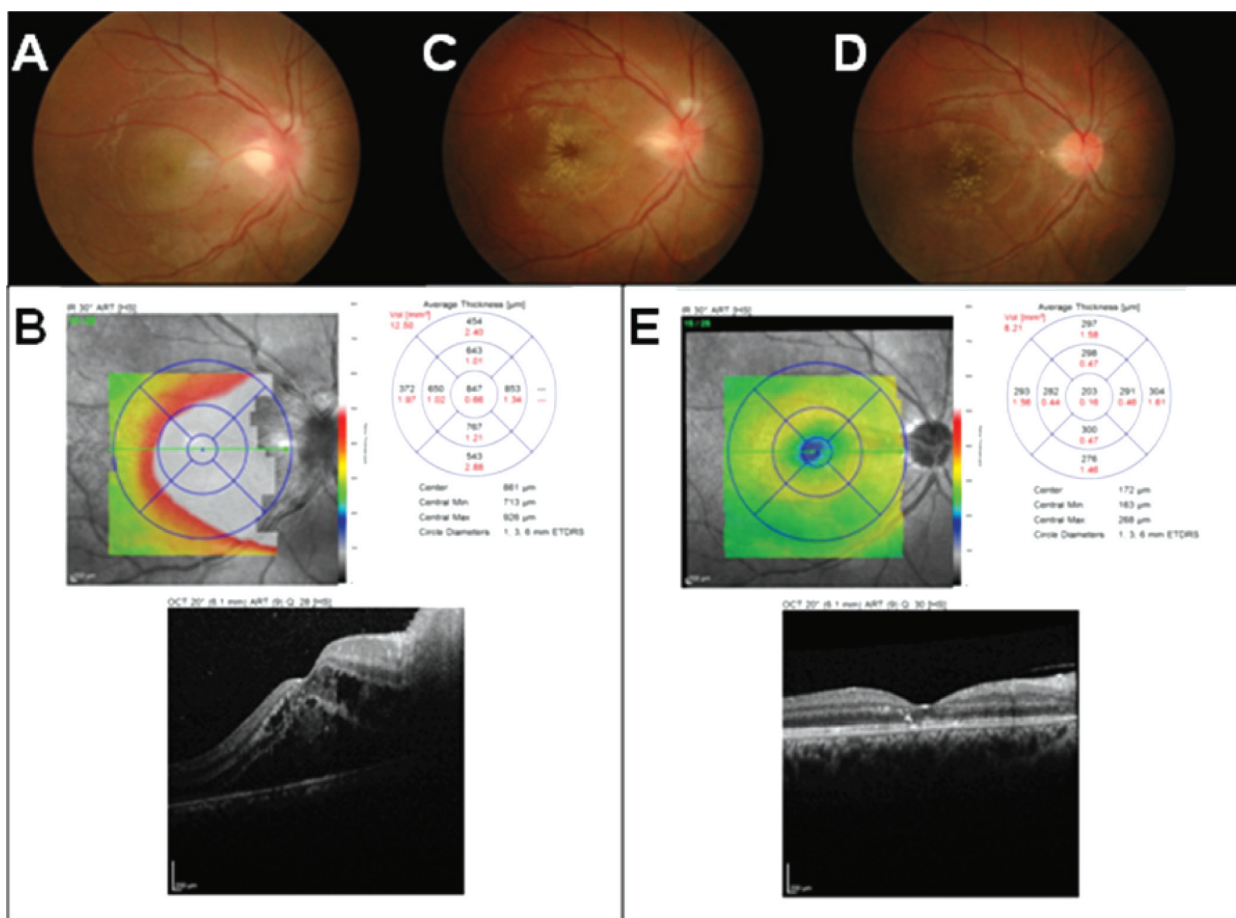 A
C
D
B
IR 30° ART [HS]
Average Thickness [µm]
Vol [mm³]
12.50
454
2.40
643
1.01
372
650
847
853
---
1.97
1.02
0.66
1.34
---
767
1.21
543
2.88
Center 861 µm
Central Min 713 µm
Central Max 926 µm
Circle Diameters 1, 3, 6 mm ETDRS
OCT 20° (6.1 mm) ART (9) Q: 28 [HS]
200 µm
E
IR 30° ART [HS]
Average Thickness [µm]
Vol [mm³]
8.21
297
1.58
298
0.47
293
282
203
291
304
1.56
0.44
0.16
0.46
1.61
300
0.47
276
1.46
Center 172 µm
Central Min 163 µm
Central Max 268 µm
Circle Diameters 1, 3, 6 mm ETDRS
OCT 20° (6.1 mm) ART (9) Q: 30 [HS]
200 µm